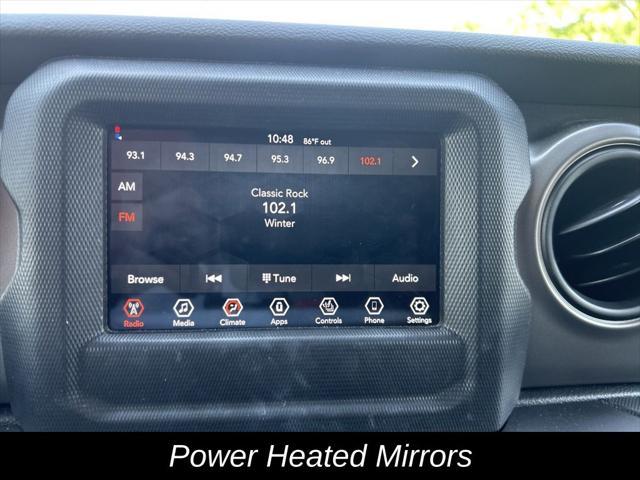 10:48 86°F out
93.1 94.3 94.7 95.3 96.9 102.1
AM
Classic Rock
102.1
FM
Winter
Browse Tune Audio
Radio Media Climate Apps Controls Phone Settings
Power Heated Mirrors